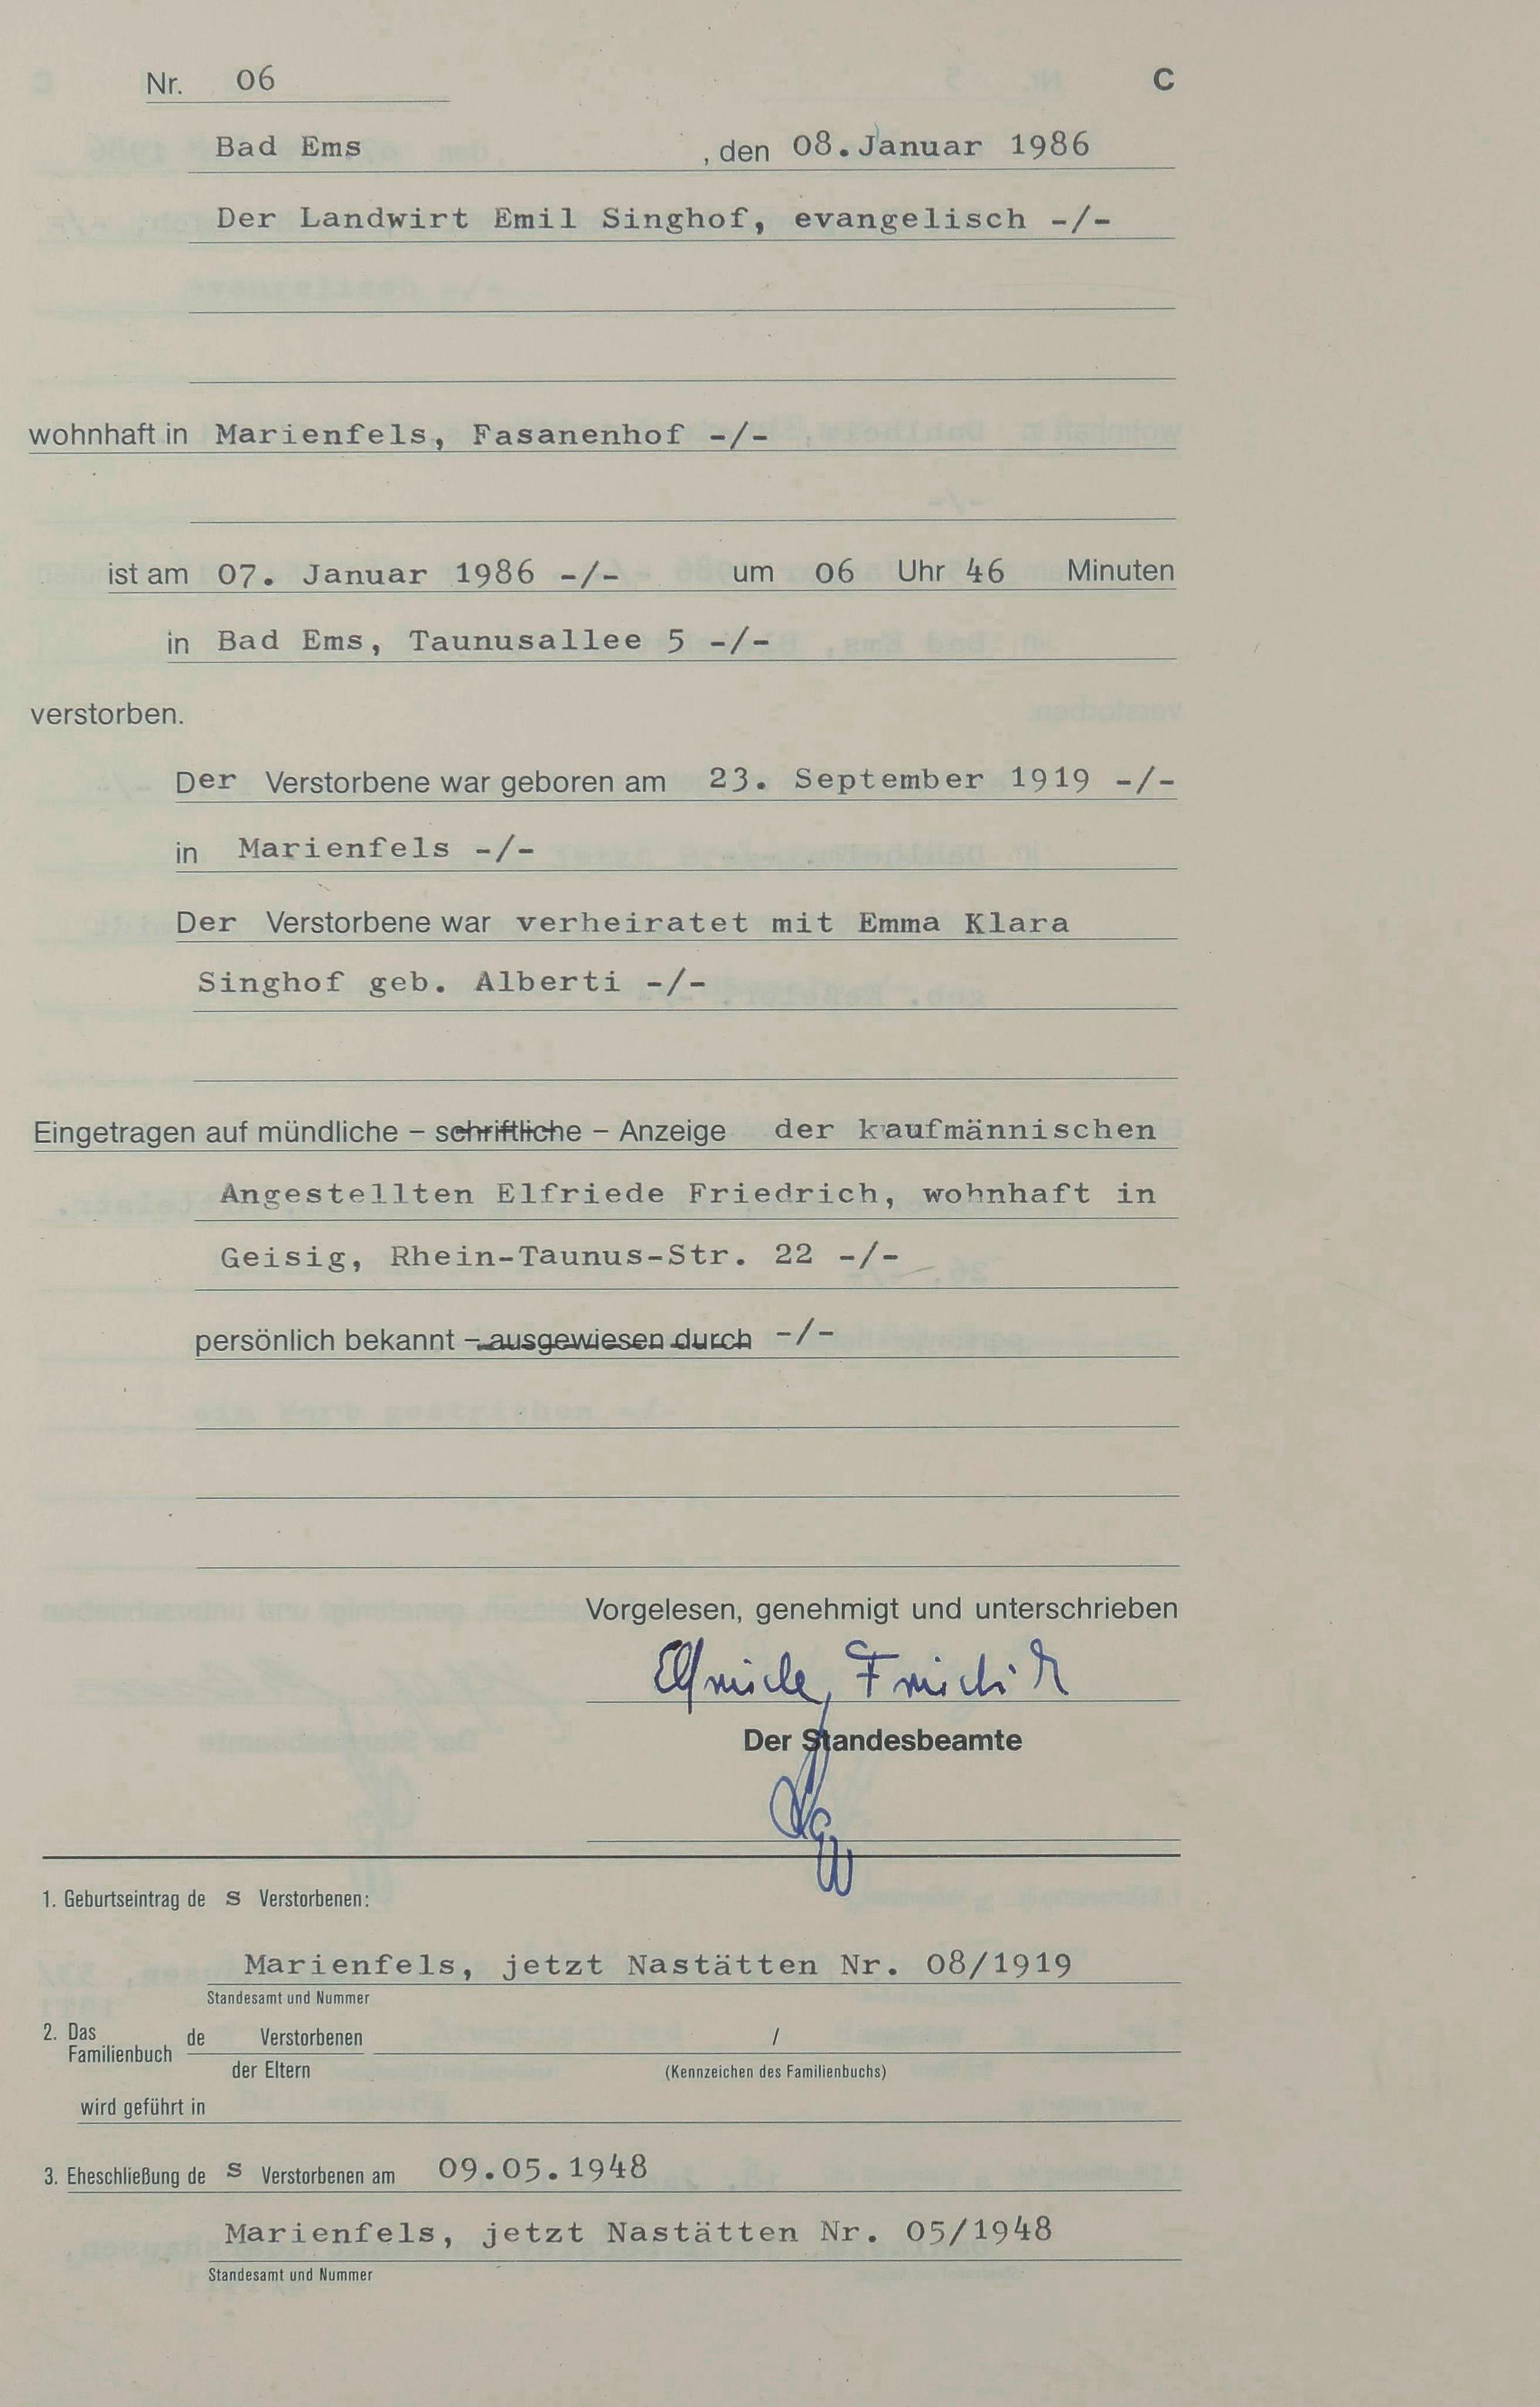 Nr. 06 C
Bad Ems , den 08.Januar 1986
Der Landwirt Emil Singhof, evangelisch -/-
wohnhaft in Marienfels, Fasanenhof -/-
ist am 07. Januar 1986 -/- um 06 Uhr 46 Minuten
in Bad Ems, Taunusallee 5 -/-
verstorben.
Der Verstorbene war geboren am 23. September 1919 -/-
in Marienfels -/-
Der Verstorbene war verheiratet mit Emma Klara
Singhof geb. Alberti -/-
Eingetragen auf mündliche – schriftliche – Anzeige der kaufmännischen
Angestellten Elfriede Friedrich, wohnhaft in
Geisig, Rhein-Taunus-Str. 22 -/-
persönlich bekannt – ausgewiesen durch -/-
Vorgelesen, genehmigt und unterschrieben
Elfriede Friedrich
Der Standesbeamte
1. Geburtseintrag de s Verstorbenen:
Marienfels, jetzt Nastätten Nr. 08/1919
Standesamt und Nummer
2. Das Familienbuch de Verstorbenen /
der Eltern (Kennzeichen des Familienbuchs)
wird geführt in
3. Eheschließung de s Verstorbenen am 09.05.1948
Marienfels, jetzt Nastätten Nr. 05/1948
Standesamt und Nummer